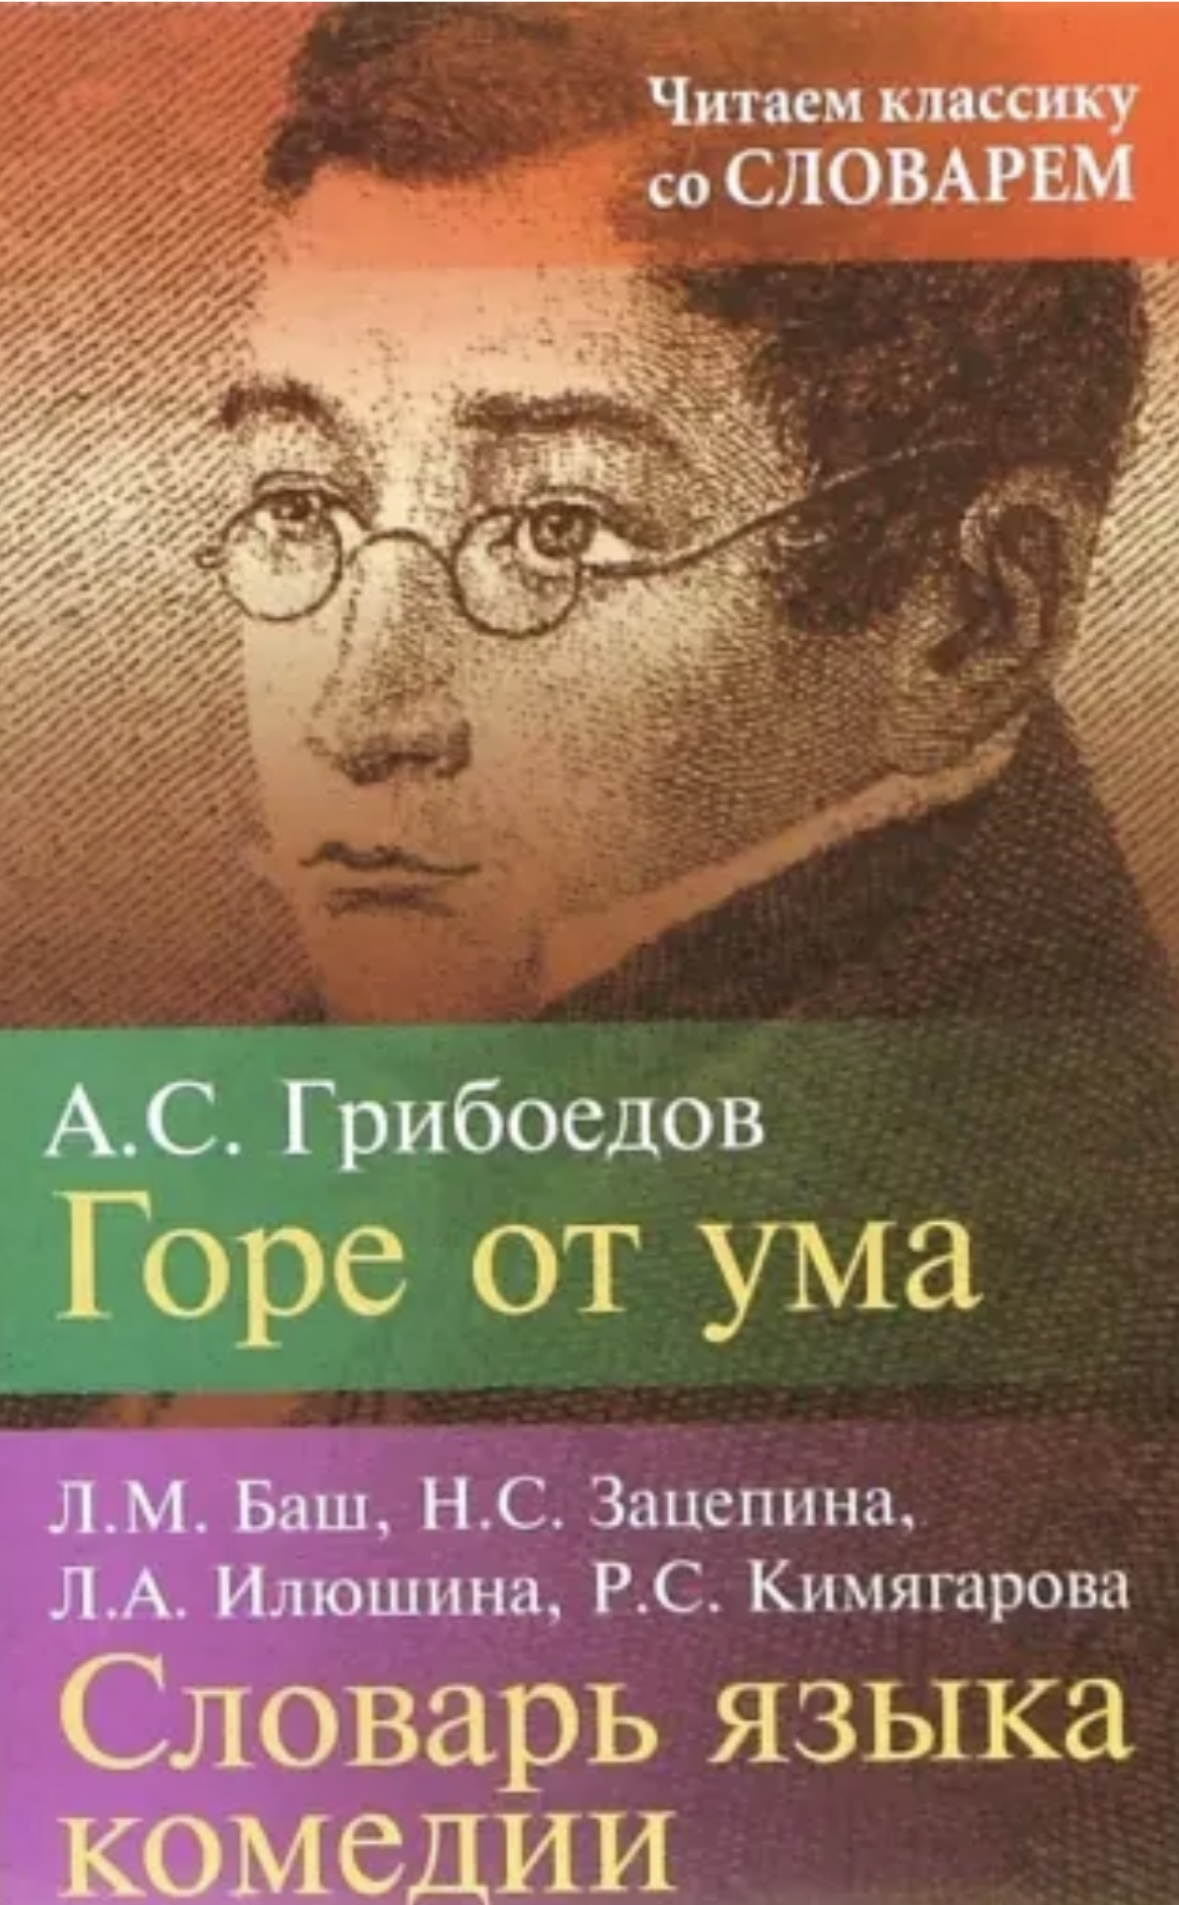 Читаем классику
со СЛОВАРЕМ
А.С. Грибоедов
Горе от ума
Л.М. Баш, Н.С. Зацепина,
Л.А. Илюшина, Р.С. Кимягарова
Словарь языка
комедии